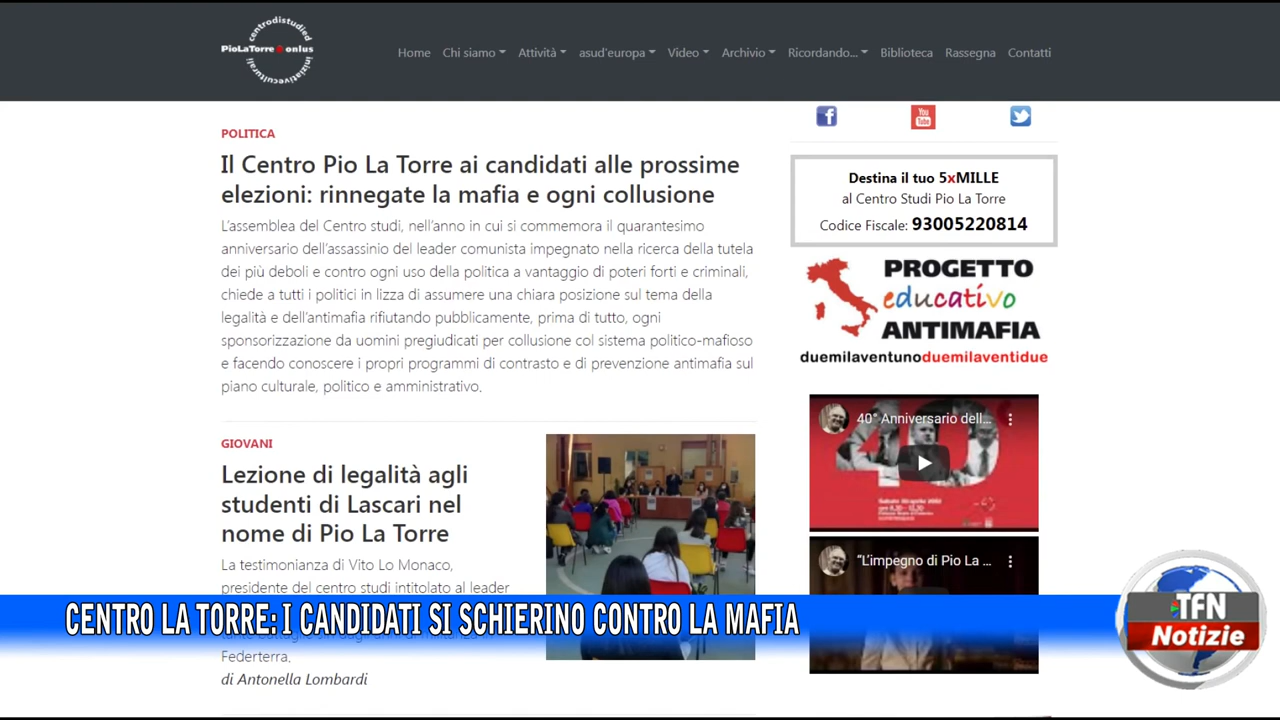 centrodistudied
PioLaTorre onlus
iniziativeculturali
Home Chi siamo Attività asud'europa Video Archivio Ricordando... Biblioteca Rassegna Contatti
POLITICA
Il Centro Pio La Torre ai candidati alle prossime
elezioni: rinnegate la mafia e ogni collusione
L'assemblea del Centro studi, nell'anno in cui si commemora il quarantesimo
anniversario dell'assassinio del leader comunista impegnato nella ricerca della tutela
dei più deboli e contro ogni uso della politica a vantaggio di poteri forti e criminali,
chiede a tutti i politici in lizza di assumere una chiara posizione sul tema della
legalità e dell'antimafia rifiutando pubblicamente, prima di tutto, ogni
sponsorizzazione da uomini pregiudicati per collusione col sistema politico-mafioso
e facendo conoscere i propri programmi di contrasto e di prevenzione antimafia sul
piano culturale, politico e amministrativo.
GIOVANI
Lezione di legalità agli
studenti di Lascari nel
nome di Pio La Torre
La testimonianza di Vito Lo Monaco,
presidente del centro studi intitolato al leader
Federterra.
di Antonella Lombardi
You
Tube
Destina il tuo 5xMILLE
al Centro Studi Pio La Torre
Codice Fiscale: 93005220814
PROGETTO
educativo
ANTIMAFIA
duemilaventunoduemilaventidue
40° Anniversario dell...
40
"L'impegno di Pio La ...
CENTRO LA TORRE: I CANDIDATI SI SCHIERINO CONTRO LA MAFIA
TFN
Notizie